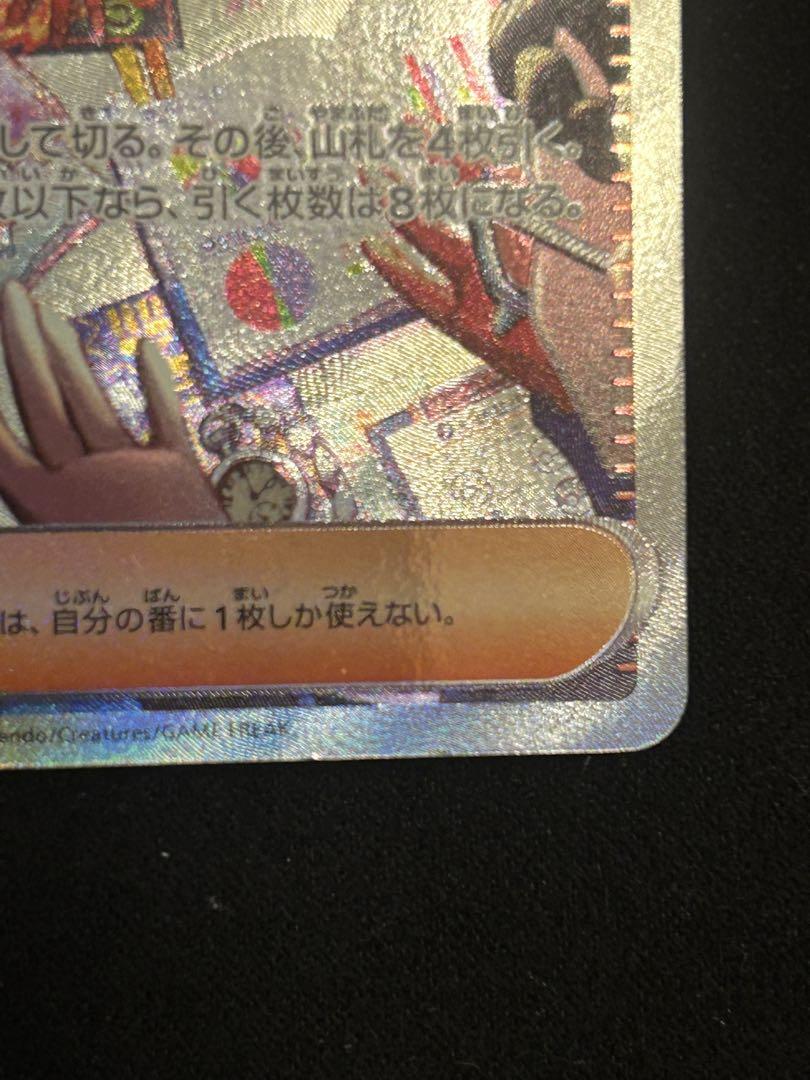 して切る。その後、山札を4枚引く。
以下なら、引く枚数は8枚になる。
は、自分の番に1枚しか使えない。
endo/Creatures/GAME FREAK